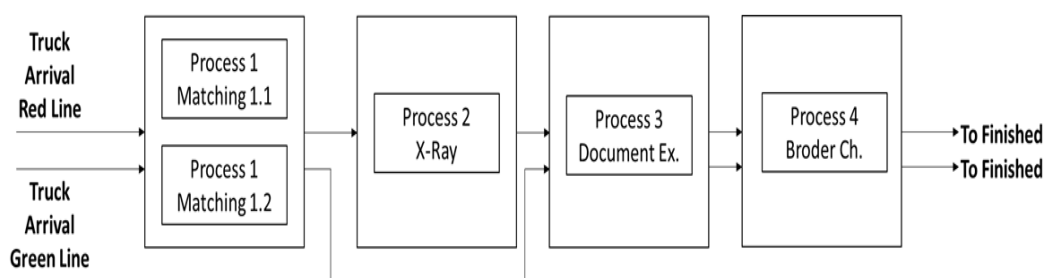 Truck
Arrival
Red Line
Truck
Arrival
Green Line
Process 1
Matching 1.1
Process 1
Matching 1.2
Process 2
X-Ray
Process 3
Document Ex.
Process 4
Broder Ch.
To Finished
To Finished